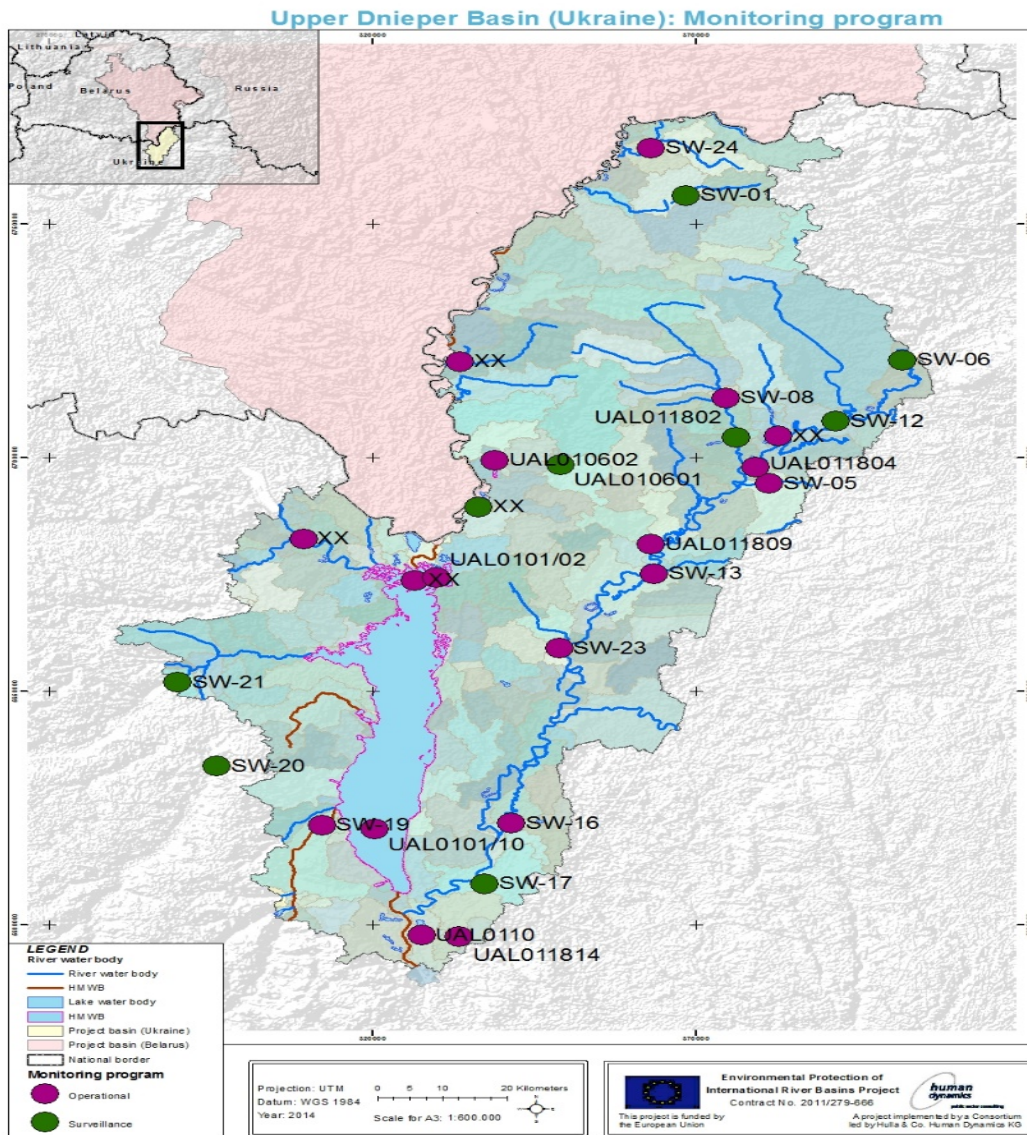 Upper Dnieper Basin (Ukraine): Monitoring program
Latvia
Lithuania
Poland
Belarus
Russia
Ukraine
SW-24
SW-01
XX
SW-06
SW-08
UAL011802
SW-12
XX
UAL010602
UAL011804
UAL010601
SW-05
XX
XX
UAL011809
UAL0101/02
XX
SW-13
SW-23
SW-21
SW-20
SW-19
SW-16
UAL0101/10
SW-17
UAL0110
UAL011814
LEGEND
River water body
River water body
HMWB
Lake water body
HMWB
Project basin (Ukraine)
Project basin (Belarus)
National border
Monitoring program
Operational
Surveillance
Projection: UTM
Datum: WGS 1984
Year: 2014
0 5 10 20 Kilometers
Scale for A3: 1:600.000
N
Environmental Protection of
International River Basins Project
Contract No. 2011/279-666
This project is funded by
the European Union
human
dynamics
public sector consulting
A project implemented by a Consortium
led by Hulla & Co. Human Dynamics KG